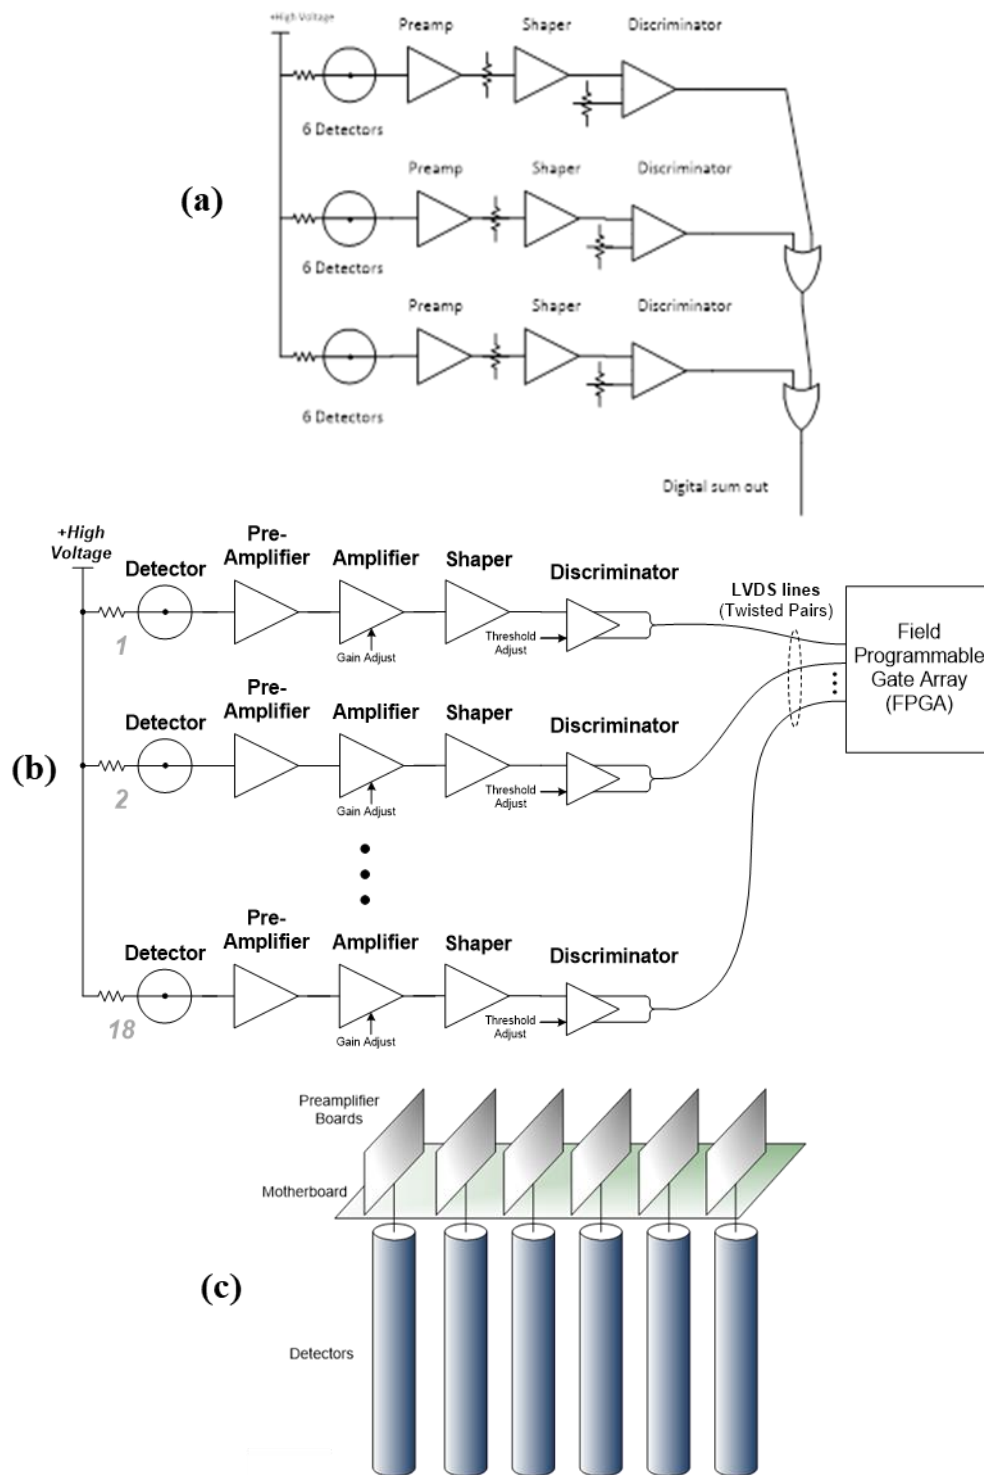 +High Voltage
Preamp Shaper Discriminator
6 Detectors
Preamp Shaper Discriminator
(a)
6 Detectors
Preamp Shaper Discriminator
6 Detectors
Digital sum out
+High
Voltage
Detector
Pre-
Amplifier
Amplifier
Shaper
Discriminator
LVDS lines
(Twisted Pairs)
Field
Programmable
Gate Array
(FPGA)
1
Gain Adjust
Threshold
Adjust
Detector
Pre-
Amplifier
Amplifier
Shaper
Discriminator
(b)
2
Gain Adjust
Threshold
Adjust
Detector
Pre-
Amplifier
Amplifier
Shaper
Discriminator
18
Gain Adjust
Threshold
Adjust
Preamplifier
Boards
Motherboard
(c)
Detectors